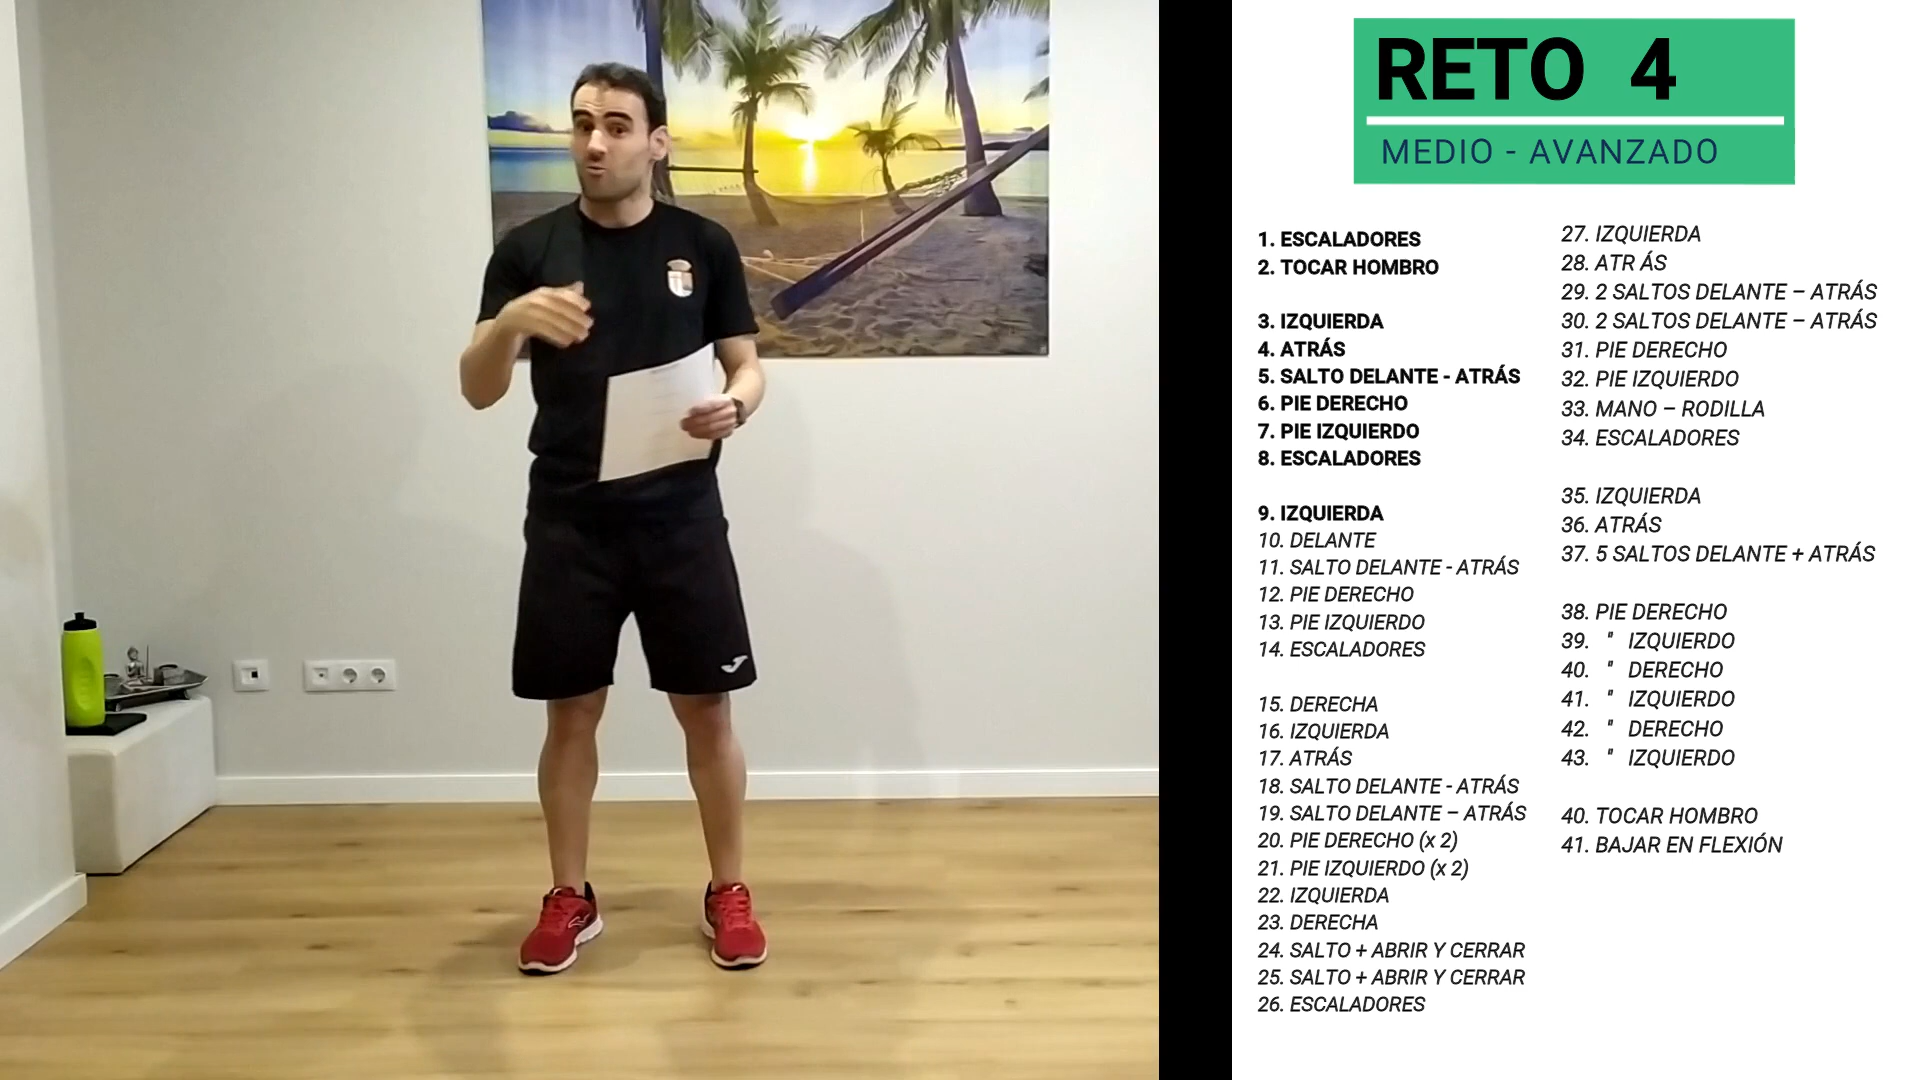 RETO 4
MEDIO - AVANZADO
1. ESCALADORES
2. TOCAR HOMBRO
3. IZQUIERDA
4. ATRÁS
5. SALTO DELANTE - ATRÁS
6. PIE DERECHO
7. PIE IZQUIERDO
8. ESCALADORES
9. IZQUIERDA
10. DELANTE
11. SALTO DELANTE - ATRÁS
12. PIE DERECHO
13. PIE IZQUIERDO
14. ESCALADORES
15. DERECHA
16. IZQUIERDA
17. ATRÁS
18. SALTO DELANTE - ATRÁS
19. SALTO DELANTE – ATRÁS
20. PIE DERECHO (x 2)
21. PIE IZQUIERDO (x 2)
22. IZQUIERDA
23. DERECHA
24. SALTO + ABRIR Y CERRAR
25. SALTO + ABRIR Y CERRAR
26. ESCALADORES
27. IZQUIERDA
28. ATR ÁS
29. 2 SALTOS DELANTE – ATRÁS
30. 2 SALTOS DELANTE – ATRÁS
31. PIE DERECHO
32. PIE IZQUIERDO
33. MANO – RODILLA
34. ESCALADORES
35. IZQUIERDA
36. ATRÁS
37. 5 SALTOS DELANTE + ATRÁS
38. PIE DERECHO
39. " IZQUIERDO
40. " DERECHO
41. " IZQUIERDO
42. " DERECHO
43. " IZQUIERDO
40. TOCAR HOMBRO
41. BAJAR EN FLEXIÓN